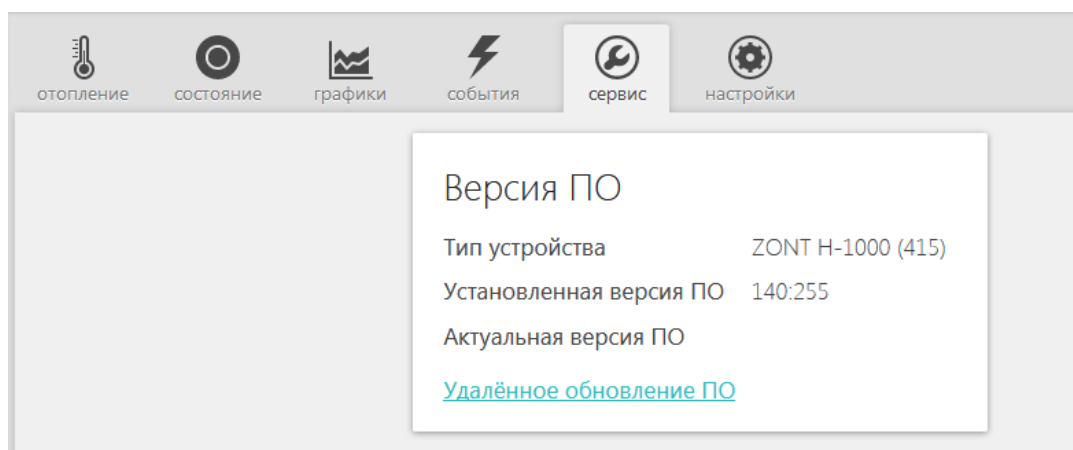 отопление состояние графики события сервис настройки
Версия ПО
Тип устройства ZONT H-1000 (415)
Установленная версия ПО 140:255
Актуальная версия ПО
Удалённое обновление ПО